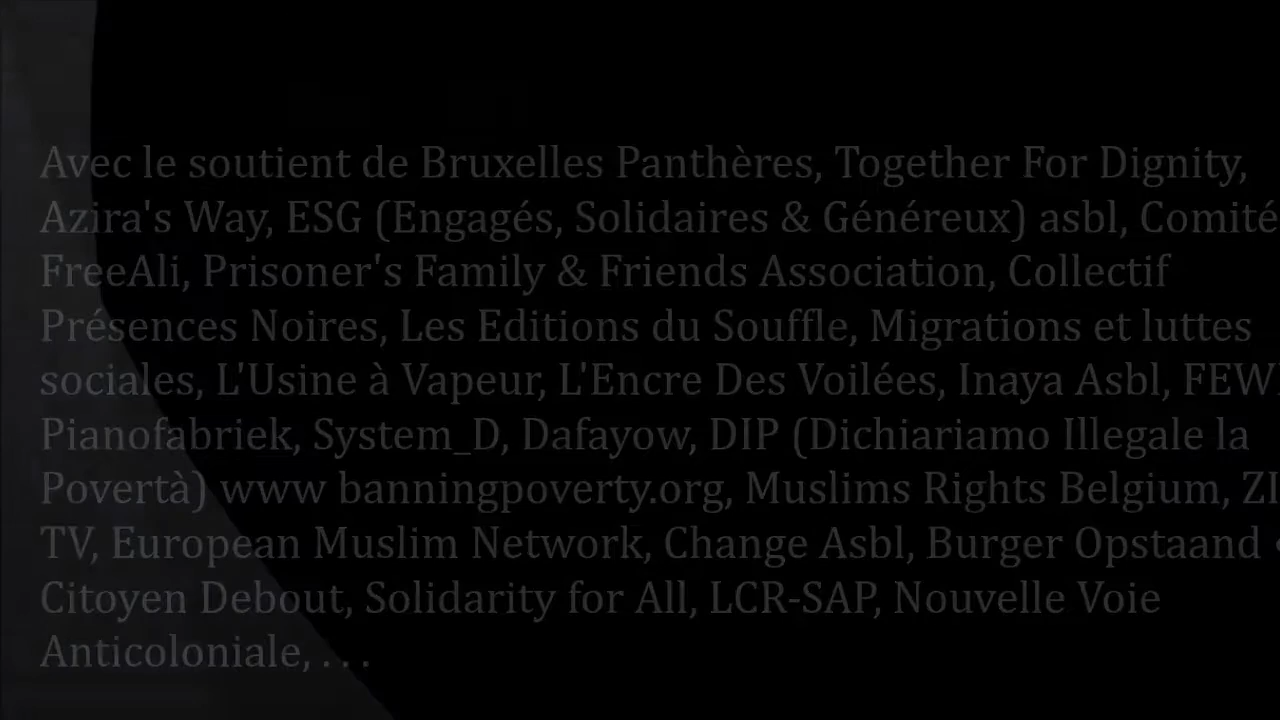 Avec le soutient de Bruxelles Panthères, Together For Dignity,
Azira's Way, ESG (Engagés, Solidaires & Généreux) asbl, Comité
FreeAli, Prisoner's Family & Friends Association, Collectif
Présences Noires, Les Editions du Souffle, Migrations et luttes
sociales, L'Usine à Vapeur, L'Encre Des Voilées, Inaya Asbl,
Pianofabriek, System_D, Dafayow, DIP (Dichiariamo Illegale la
Povertà) www banningpoverty.org, Muslims Rights Belgium,
TV, European Muslim Network, Change Asbl, Burger Opstaand
Citoyen Debout, Solidarity for All, LCR-SAP, Nouvelle Voie
Anticoloniale, . . .